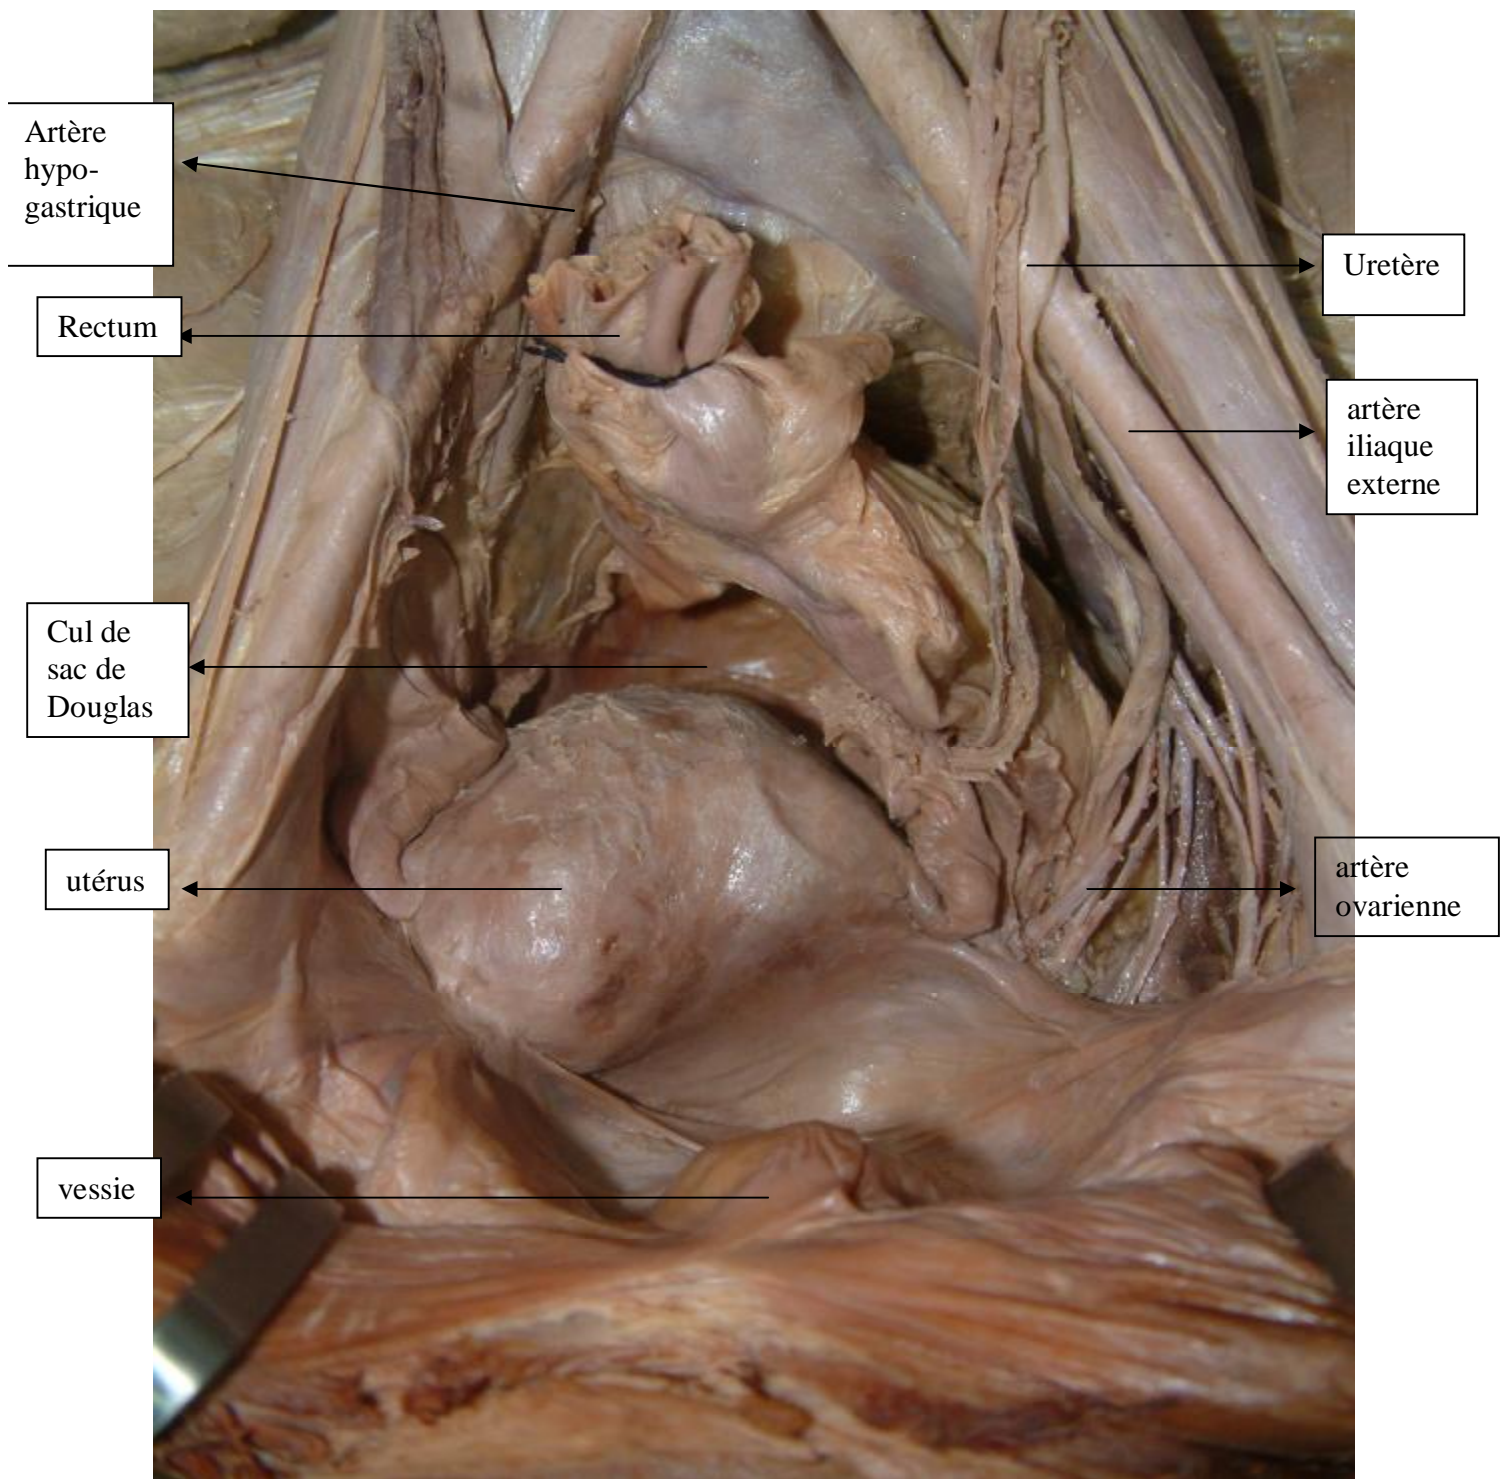 Artère
hypo-
gastrique
Rectum
Cul de
sac de
Douglas
utérus
vessie
Uretère
artère
iliaque
externe
artère
ovarienne